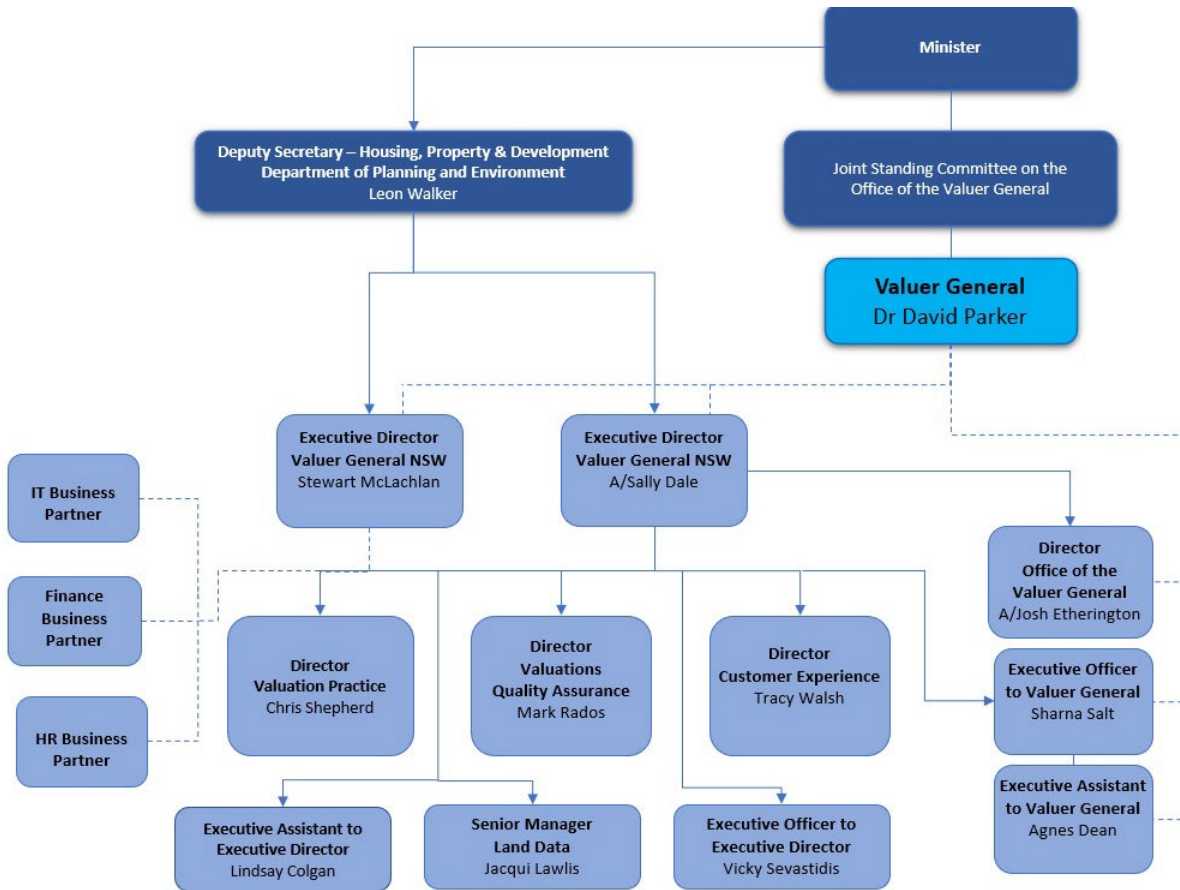 Minister
Deputy Secretary – Housing, Property & Development
Department of Planning and Environment
Leon Walker
Joint Standing Committee on the
Office of the Valuer General
Valuer General
Dr David Parker
Executive Director
Valuer General NSW
Stewart McLachlan
Executive Director
Valuer General NSW
A/Sally Dale
IT Business
Partner
Finance
Business
Partner
HR Business
Partner
Director
Office of the
Valuer General
A/Josh Etherington
Director
Valuation Practice
Chris Shepherd
Director
Valuations
Quality Assurance
Mark Rados
Director
Customer Experience
Tracy Walsh
Executive Officer
to Valuer General
Sharna Salt
Executive Assistant
to Valuer General
Agnes Dean
Executive Assistant to
Executive Director
Lindsay Colgan
Senior Manager
Land Data
Jacqui Lawlis
Executive Officer to
Executive Director
Vicky Sevastidis